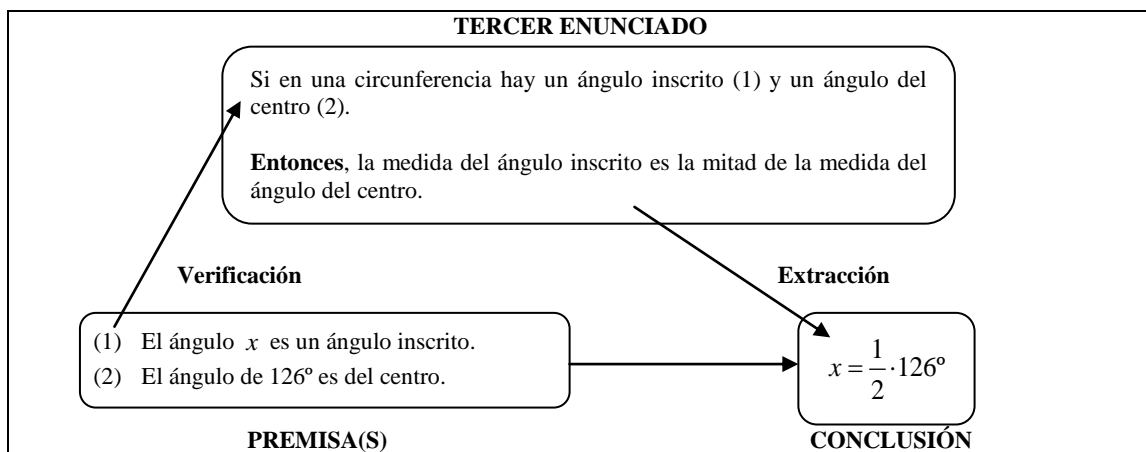 TERCER ENUNCIADO
Si en una circunferencia hay un ángulo inscrito (1) y un ángulo del
centro (2).
Entonces, la medida del ángulo inscrito es la mitad de la medida del
ángulo del centro.
Verificación
Extracción
(1) El ángulo x es un ángulo inscrito.
(2) El ángulo de 126º es del centro.
x = 1/2 · 126º
PREMISA(S)
CONCLUSIÓN